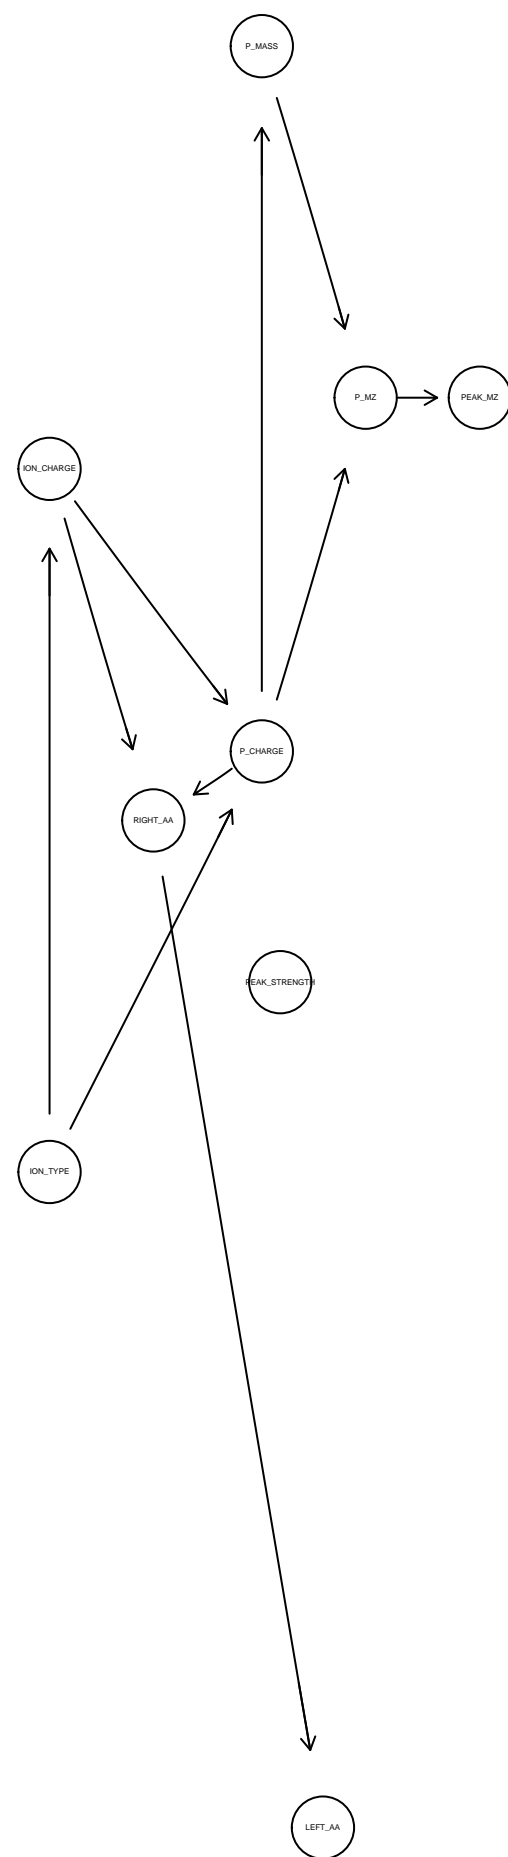 P_MASS
P_MZ
PEAK_MZ
ION_CHARGE
P_CHARGE
RIGHT_AA
PEAK_STRENGTH
ION_TYPE
LEFT_AA